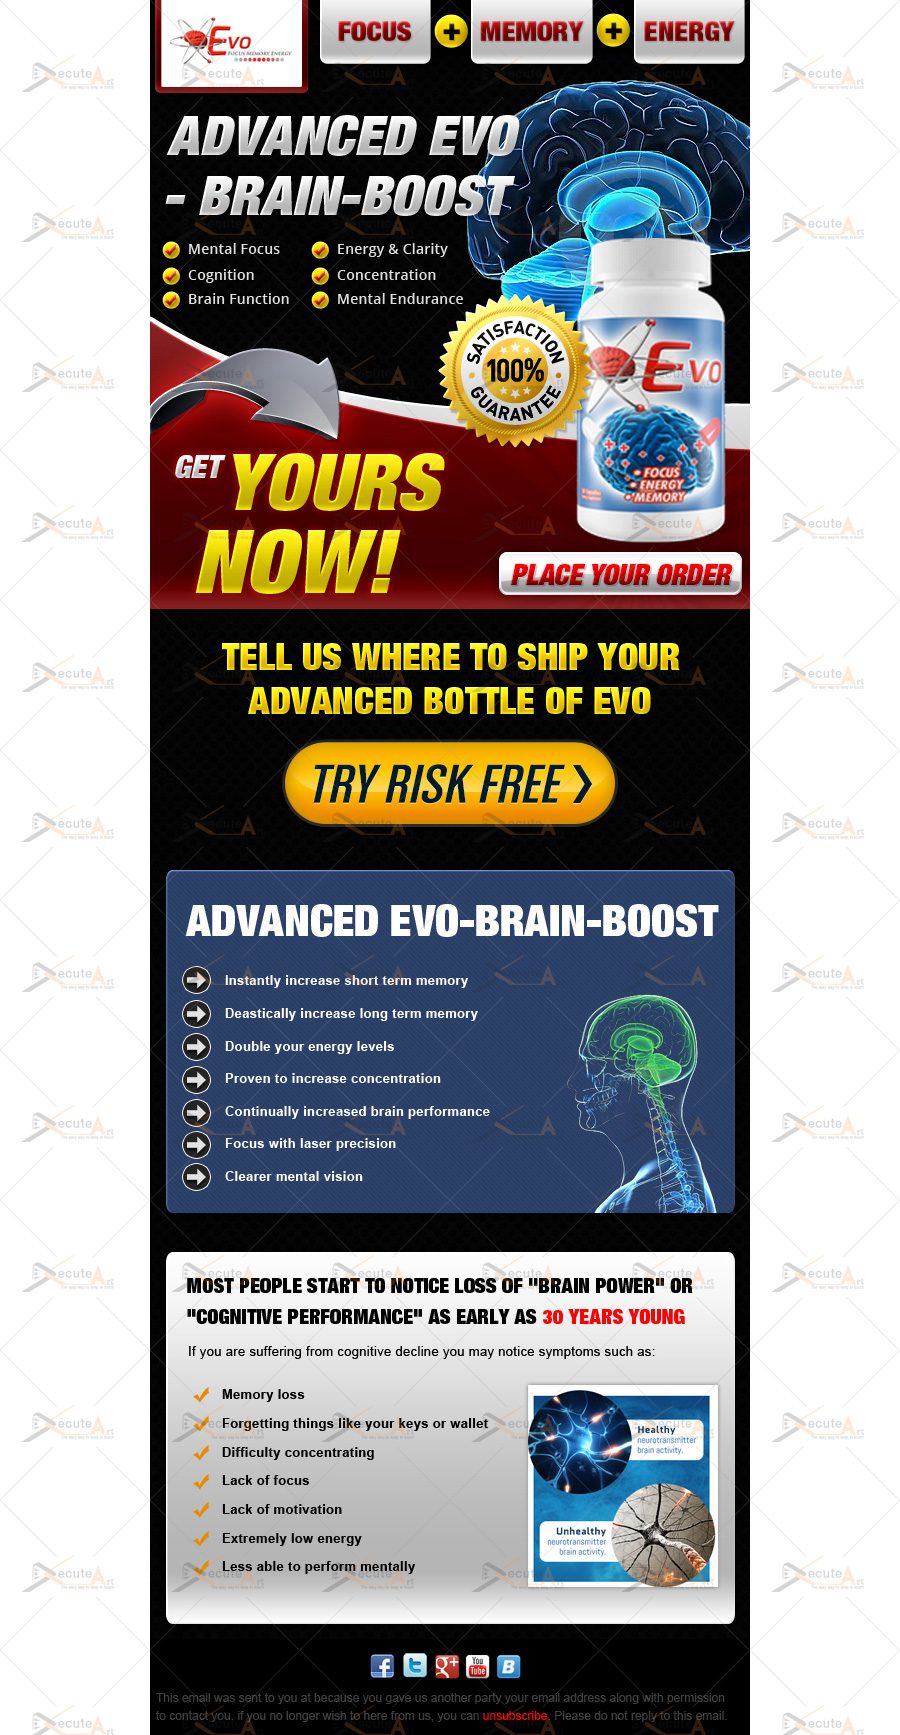 Evo
FOCUS MEMORY ENERGY
FOCUS + MEMORY + ENERGY
ADVANCED EVO
- BRAIN-BOOST
Mental Focus
Energy & Clarity
Cognition
Concentration
Brain Function
Mental Endurance
SATISFACTION
100%
GUARANTEE
Evo
FOCUS
ENERGY
MEMORY
GET YOURS
NOW!
PLACE YOUR ORDER
TELL US WHERE TO SHIP YOUR
ADVANCED BOTTLE OF EVO
TRY RISK FREE
ADVANCED EVO-BRAIN-BOOST
Instantly increase short term memory
Deastically increase long term memory
Double your energy levels
Proven to increase concentration
Continually increased brain performance
Focus with laser precision
Clearer mental vision
MOST PEOPLE START TO NOTICE LOSS OF "BRAIN POWER" OR
"COGNITIVE PERFORMANCE" AS EARLY AS 30 YEARS YOUNG
If you are suffering from cognitive decline you may notice symptoms such as:
Memory loss
Forgetting things like your keys or wallet
Difficulty concentrating
Lack of focus
Lack of motivation
Extremely low energy
Less able to perform mentally
Healthy
neurotransmitter
brain activity.
Unhealthy
neurotransmitter
brain activity.
You
Tube
This email was sent to you at because you gave us another party your email address along with permission
to contact you. if you no longer wish to here from us, you can unsubscribe. Please do not reply to this email.